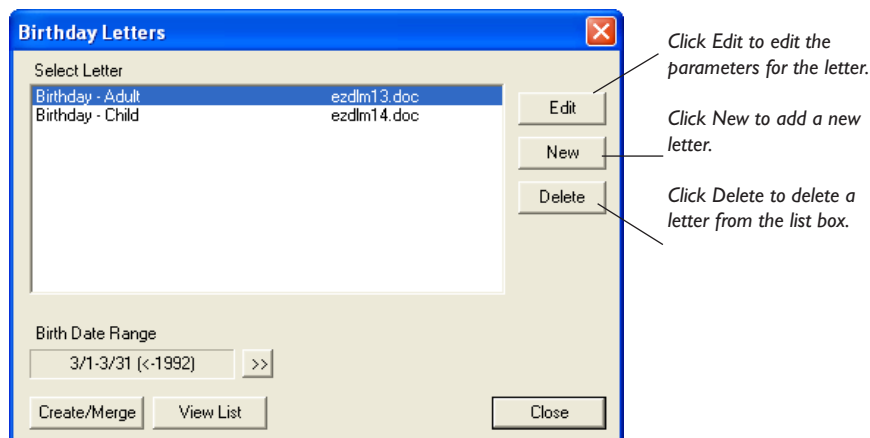 Birthday Letters
Click Edit to edit the
parameters for the letter.
Select Letter
Birthday - Adult ezdlm13.doc
Birthday - Child ezdlm14.doc
Edit
Click New to add a new
letter.
New
Delete
Click Delete to delete a
letter from the list box.
Birth Date Range
3/1-3/31 (<-1992) >>
Create/Merge View List Close